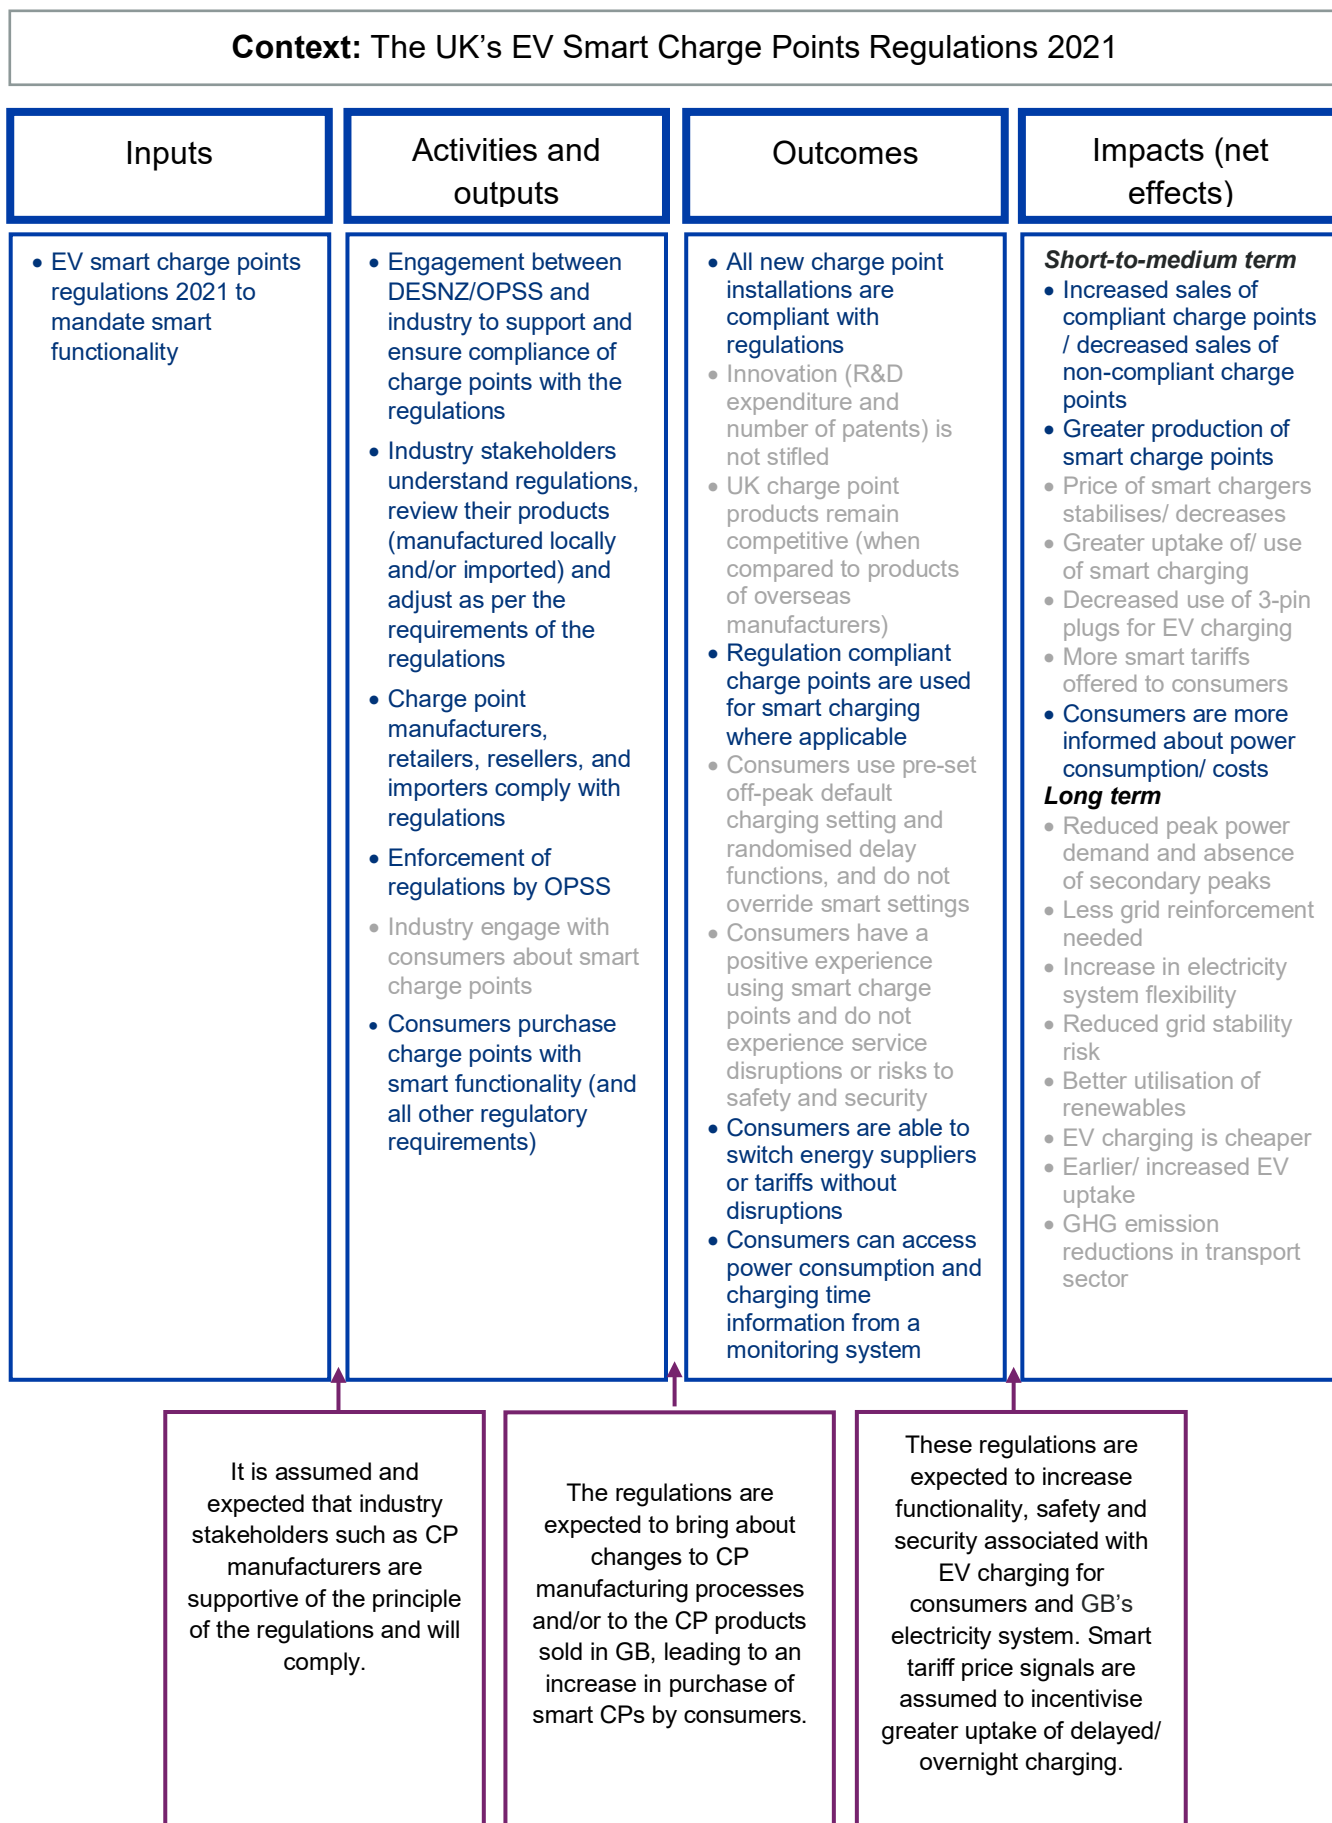 Context: The UK's EV Smart Charge Points Regulations 2021
Inputs
Activities and
outputs
Outcomes
Impacts (net
effects)
• EV smart charge points
regulations 2021 to
mandate smart
functionality
• Engagement between
DESNZ/OPSS and
industry to support and
ensure compliance of
charge points with the
regulations
• Industry stakeholders
understand regulations,
review their products
(manufactured locally
and/or imported) and
adjust as per the
requirements of the
regulations
• Charge point
manufacturers,
retailers, resellers, and
importers comply with
regulations
• Enforcement of
regulations by OPSS
• Industry engage with
consumers about smart
charge points
• Consumers purchase
charge points with
smart functionality (and
all other regulatory
requirements)
• All new charge point
installations are
compliant with
regulations
• Innovation (R&D
expenditure and
number of patents) is
not stifled
• UK charge point
products remain
competitive (when
compared to products
of overseas
manufacturers)
• Regulation compliant
charge points are used
for smart charging
where applicable
• Consumers use pre-set
off-peak default
charging setting and
randomised delay
functions, and do not
override smart settings
• Consumers have a
positive experience
using smart charge
points and do not
experience service
disruptions or risks to
safety and security
• Consumers are able to
switch energy suppliers
or tariffs without
disruptions
• Consumers can access
power consumption and
charging time
information from a
monitoring system
Short-to-medium term
• Increased sales of
compliant charge points
/ decreased sales of
non-compliant charge
points
• Greater production of
smart charge points
• Price of smart chargers
stabilises/ decreases
• Greater uptake of/ use
of smart charging
• Decreased use of 3-pin
plugs for EV charging
• More smart tariffs
offered to consumers
• Consumers are more
informed about power
consumption/ costs
Long term
• Reduced peak power
demand and absence
of secondary peaks
• Less grid reinforcement
needed
• Increase in electricity
system flexibility
• Reduced grid stability
risk
• Better utilisation of
renewables
• EV charging is cheaper
• Earlier/ increased EV
uptake
• GHG emission
reductions in transport
sector
It is assumed and
expected that industry
stakeholders such as CP
manufacturers are
supportive of the principle
of the regulations and will
comply.
The regulations are
expected to bring about
changes to CP
manufacturing processes
and/or to the CP products
sold in GB, leading to an
increase in purchase of
smart CPs by consumers.
These regulations are
expected to increase
functionality, safety and
security associated with
EV charging for
consumers and GB's
electricity system. Smart
tariff price signals are
assumed to incentivise
greater uptake of delayed/
overnight charging.